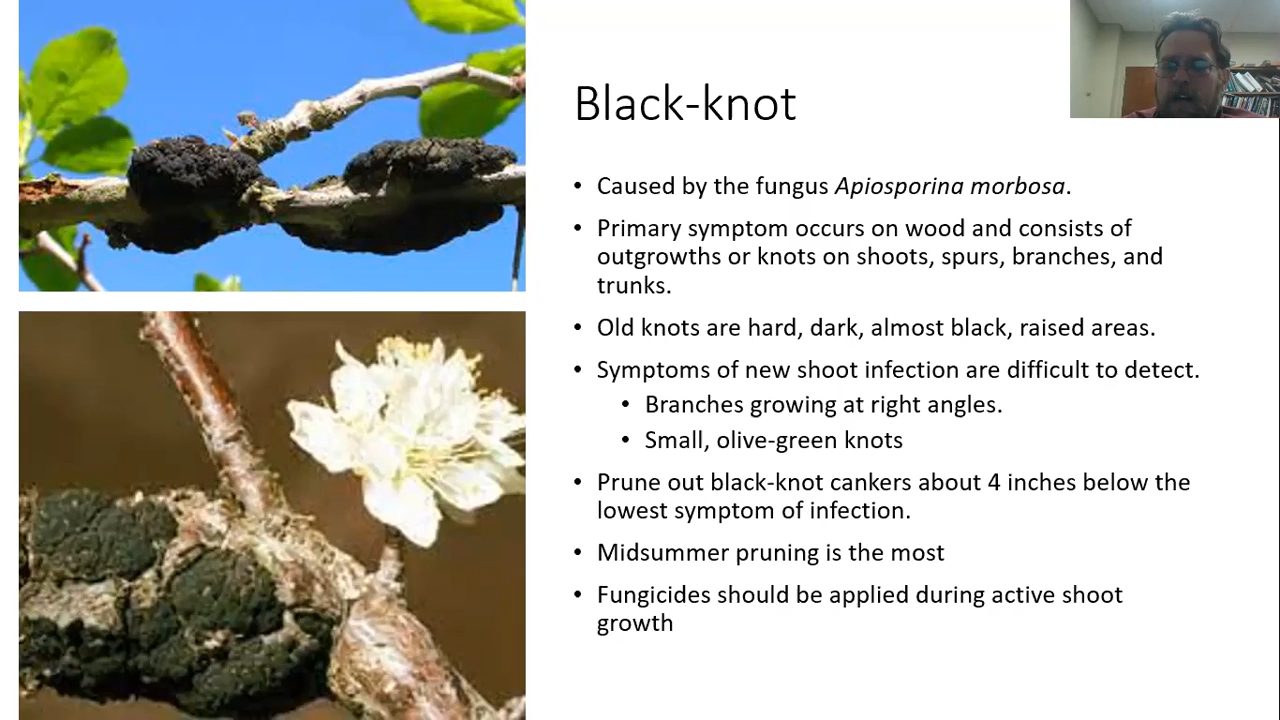 Black-knot
• Caused by the fungus Apiosporina morbosa.
• Primary symptom occurs on wood and consists of
outgrowths or knots on shoots, spurs, branches, and
trunks.
• Old knots are hard, dark, almost black, raised areas.
• Symptoms of new shoot infection are difficult to detect.
• Branches growing at right angles.
• Small, olive-green knots
• Prune out black-knot cankers about 4 inches below the
lowest symptom of infection.
• Midsummer pruning is the most
• Fungicides should be applied during active shoot
growth